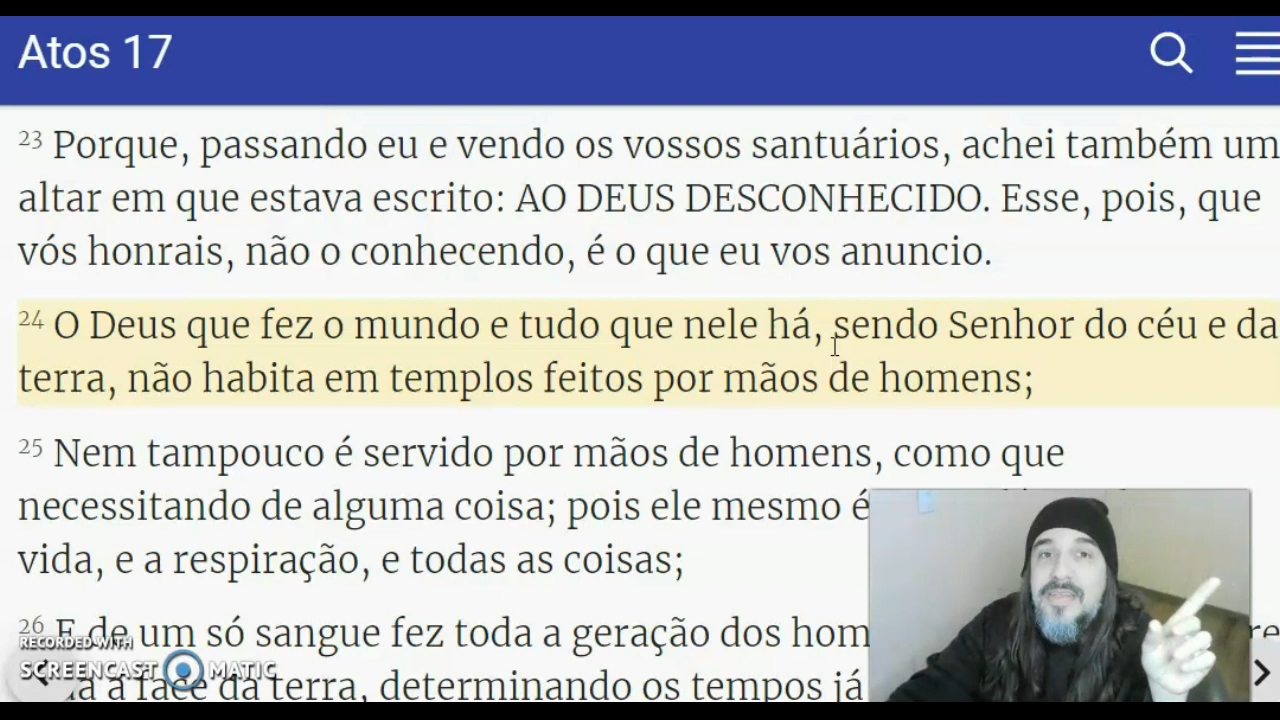 Atos 17
23 Porque, passando eu e vendo os vossos santuários, achei também um
altar em que estava escrito: AO DEUS DESCONHECIDO. Esse, pois, que
vós honrais, não o conhecendo, é o que eu vos anuncio.
24 O Deus que fez o mundo e tudo que nele há, sendo Senhor do céu e da
terra, não habita em templos feitos por mãos de homens;
25 Nem tampouco é servido por mãos de homens, como que
necessitando de alguma coisa; pois ele mesmo é
vida, e a respiração, e todas as coisas;
26 E de um só sangue fez toda a geração dos hom
RECORDED WITH
SCREENCAST MATIC
a face da terra, determinando os tempos já